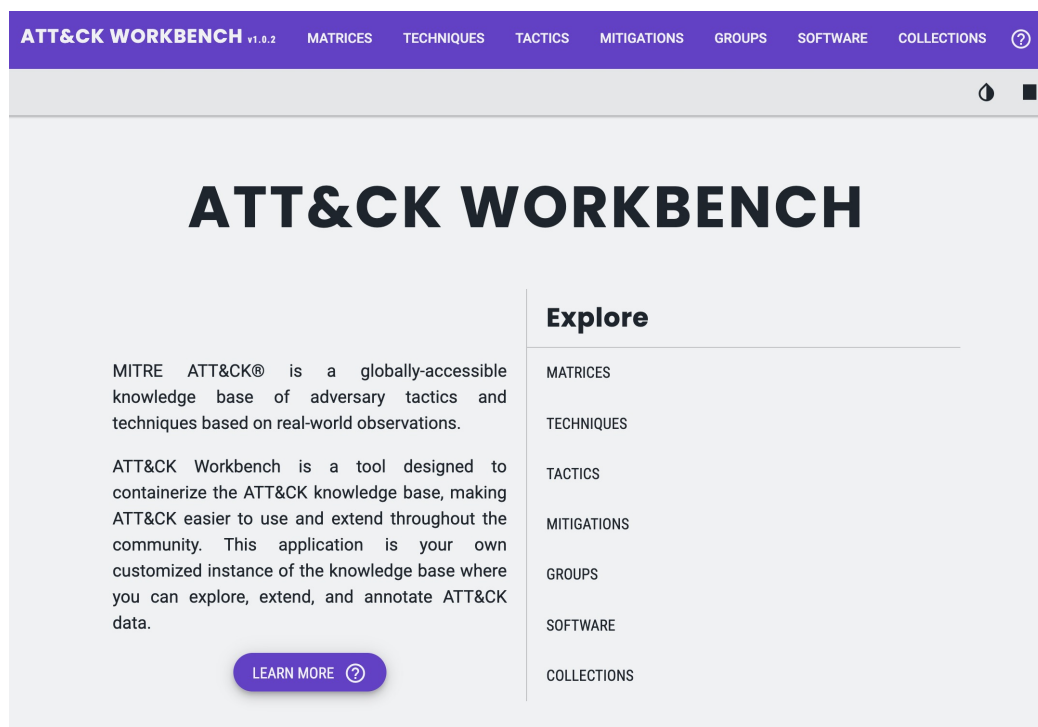 ATT&CK WORKBENCH v1.0.2 MATRICES TECHNIQUES TACTICS MITIGATIONS GROUPS SOFTWARE COLLECTIONS ?
ATT&CK WORKBENCH
MITRE ATT&CK® is a globally-accessible
knowledge base of adversary tactics and
techniques based on real-world observations.
ATT&CK Workbench is a tool designed to
containerize the ATT&CK knowledge base, making
ATT&CK easier to use and extend throughout the
community. This application is your own
customized instance of the knowledge base where
you can explore, extend, and annotate ATT&CK
data.
LEARN MORE ?
Explore
MATRICES
TECHNIQUES
TACTICS
MITIGATIONS
GROUPS
SOFTWARE
COLLECTIONS